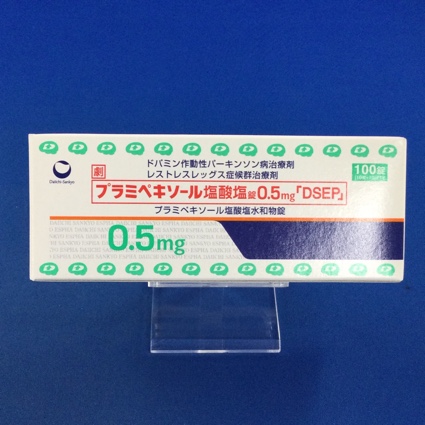 ドパミン作動性パーキンソン病治療剤
レストレスレッグス症候群治療剤
100錠
Daiichi-Sankyo
劇
プラミペキソール塩酸塩錠0.5mg「DSEP」
プラミペキソール塩酸塩水和物錠
0.5mg